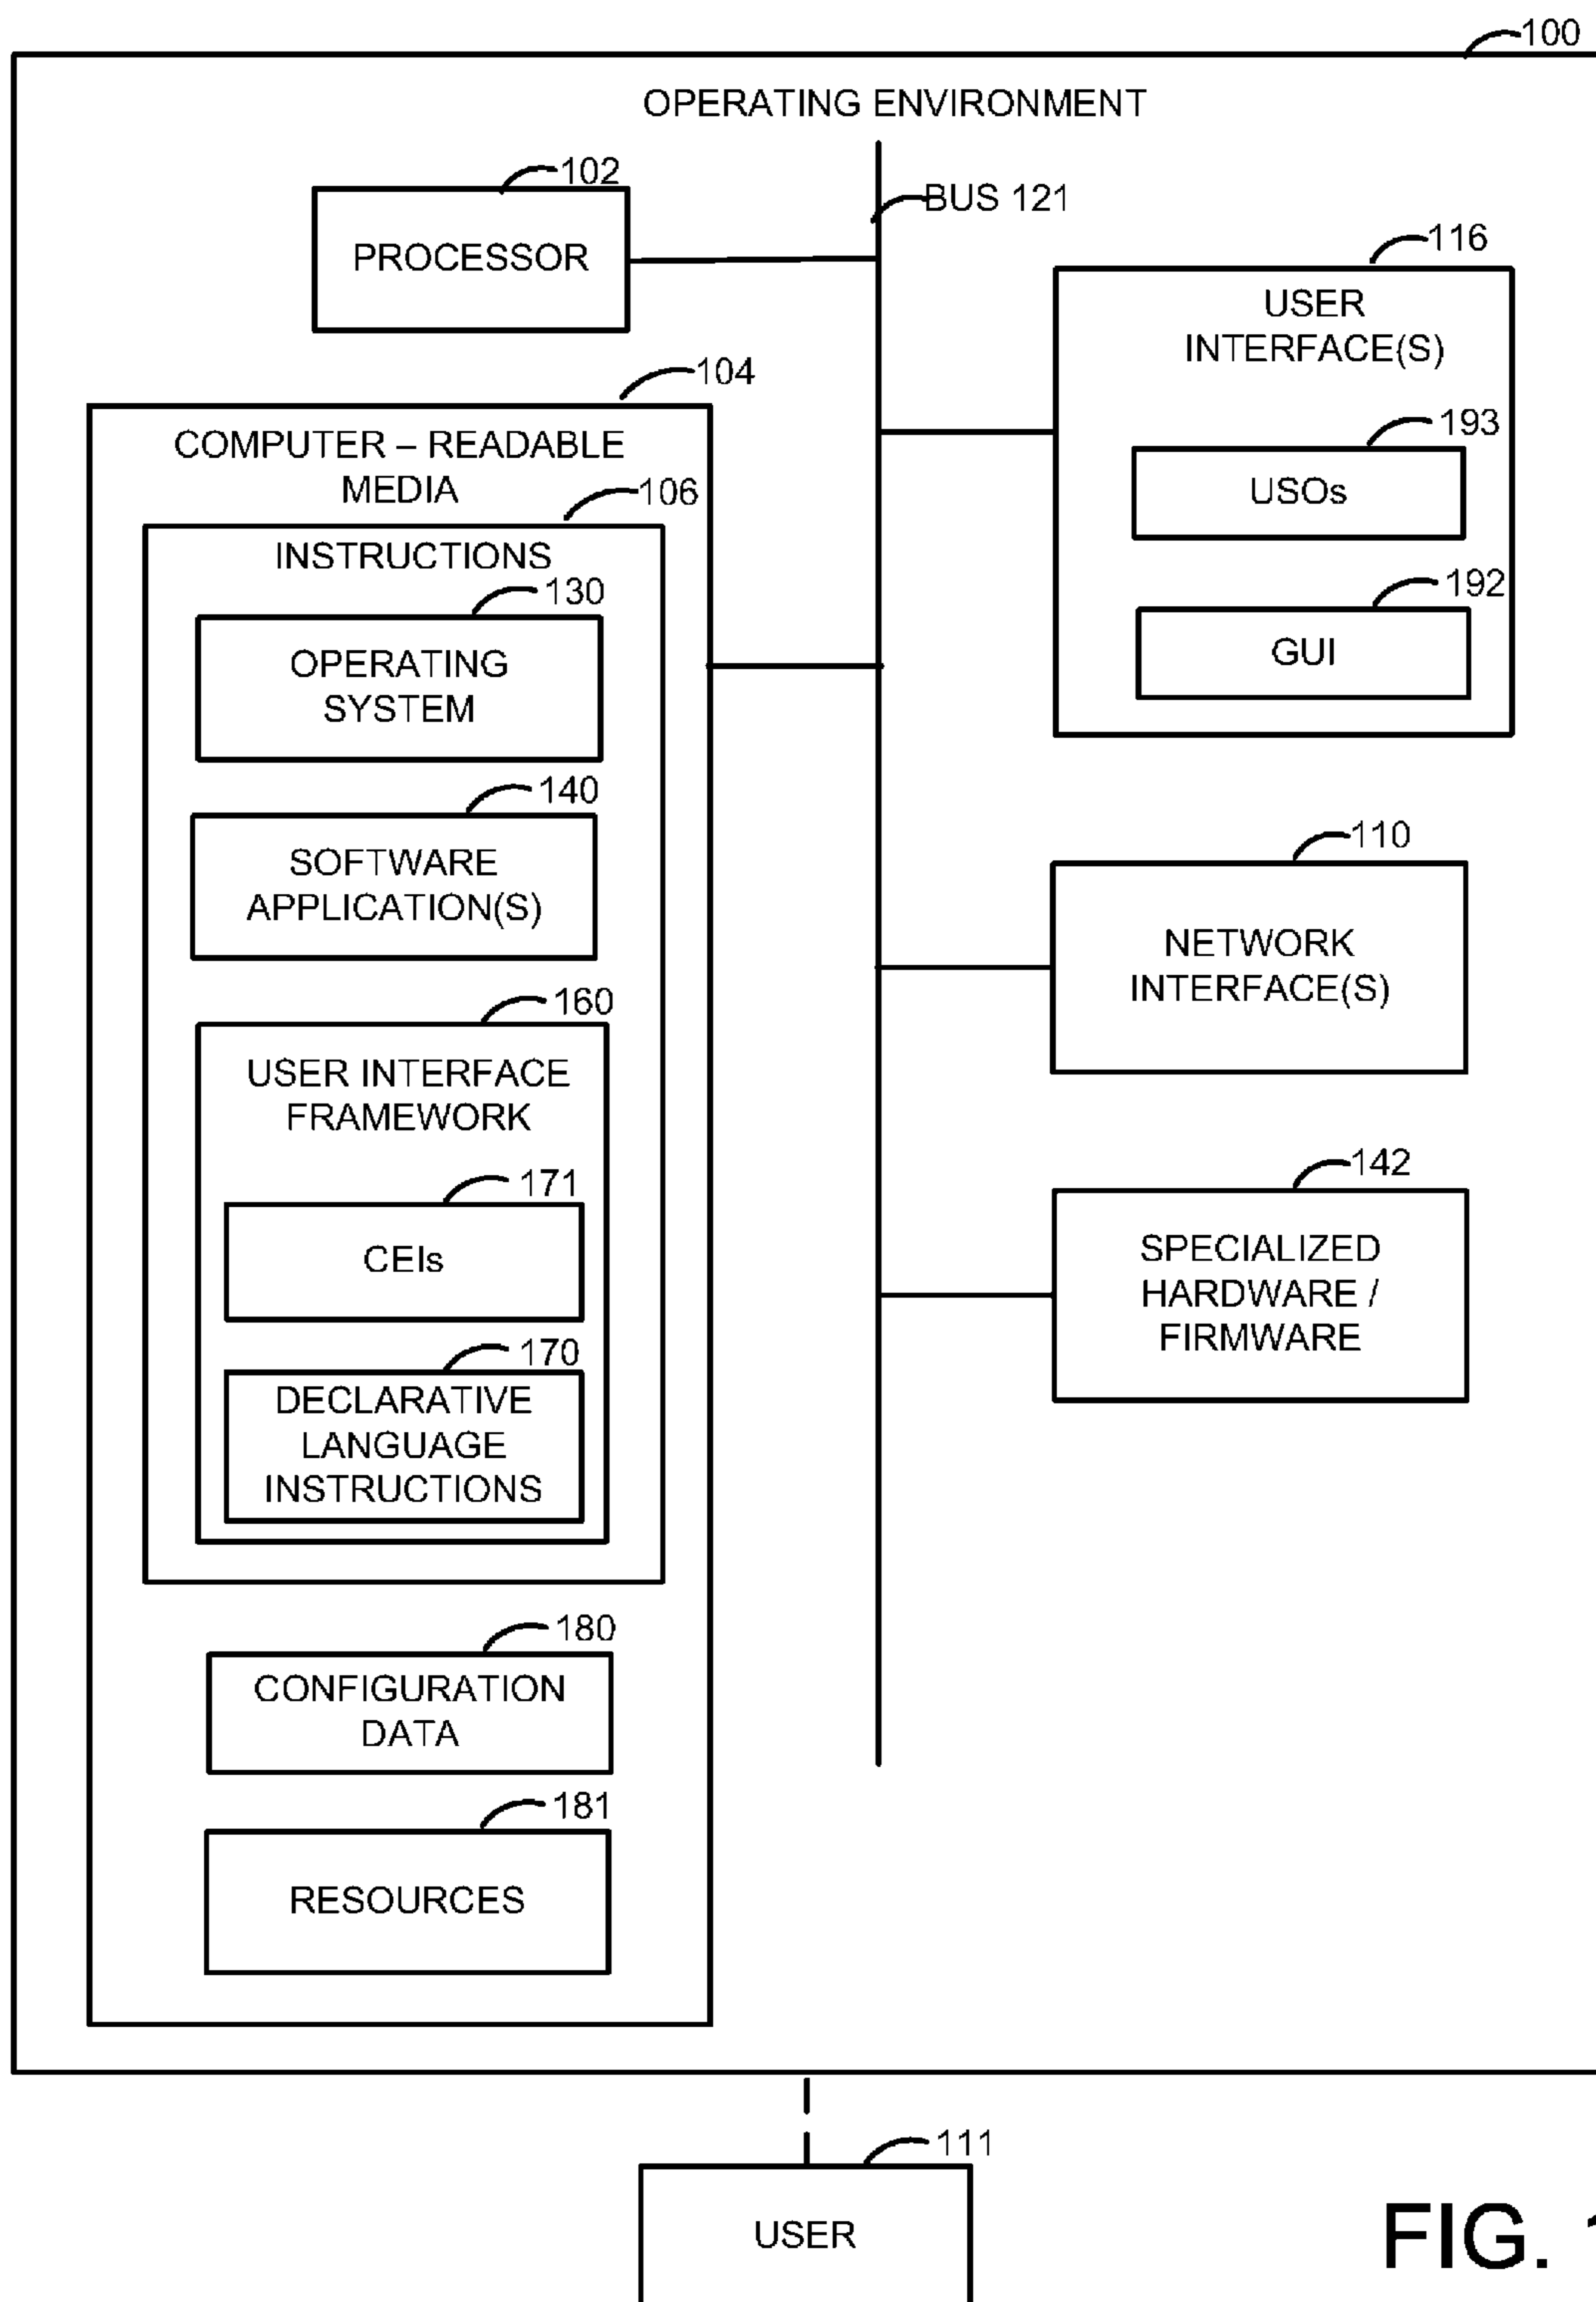 100
OPERATING ENVIRONMENT
102
BUS 121
PROCESSOR
116
USER
INTERFACE(S)
193
USOs
192
GUI
104
COMPUTER – READABLE
MEDIA
106
INSTRUCTIONS
130
OPERATING
SYSTEM
140
SOFTWARE
APPLICATION(S)
110
NETWORK
INTERFACE(S)
160
USER INTERFACE
FRAMEWORK
171
CEIs
170
DECLARATIVE
LANGUAGE
INSTRUCTIONS
142
SPECIALIZED
HARDWARE /
FIRMWARE
180
CONFIGURATION
DATA
181
RESOURCES
111
USER
FIG. 1